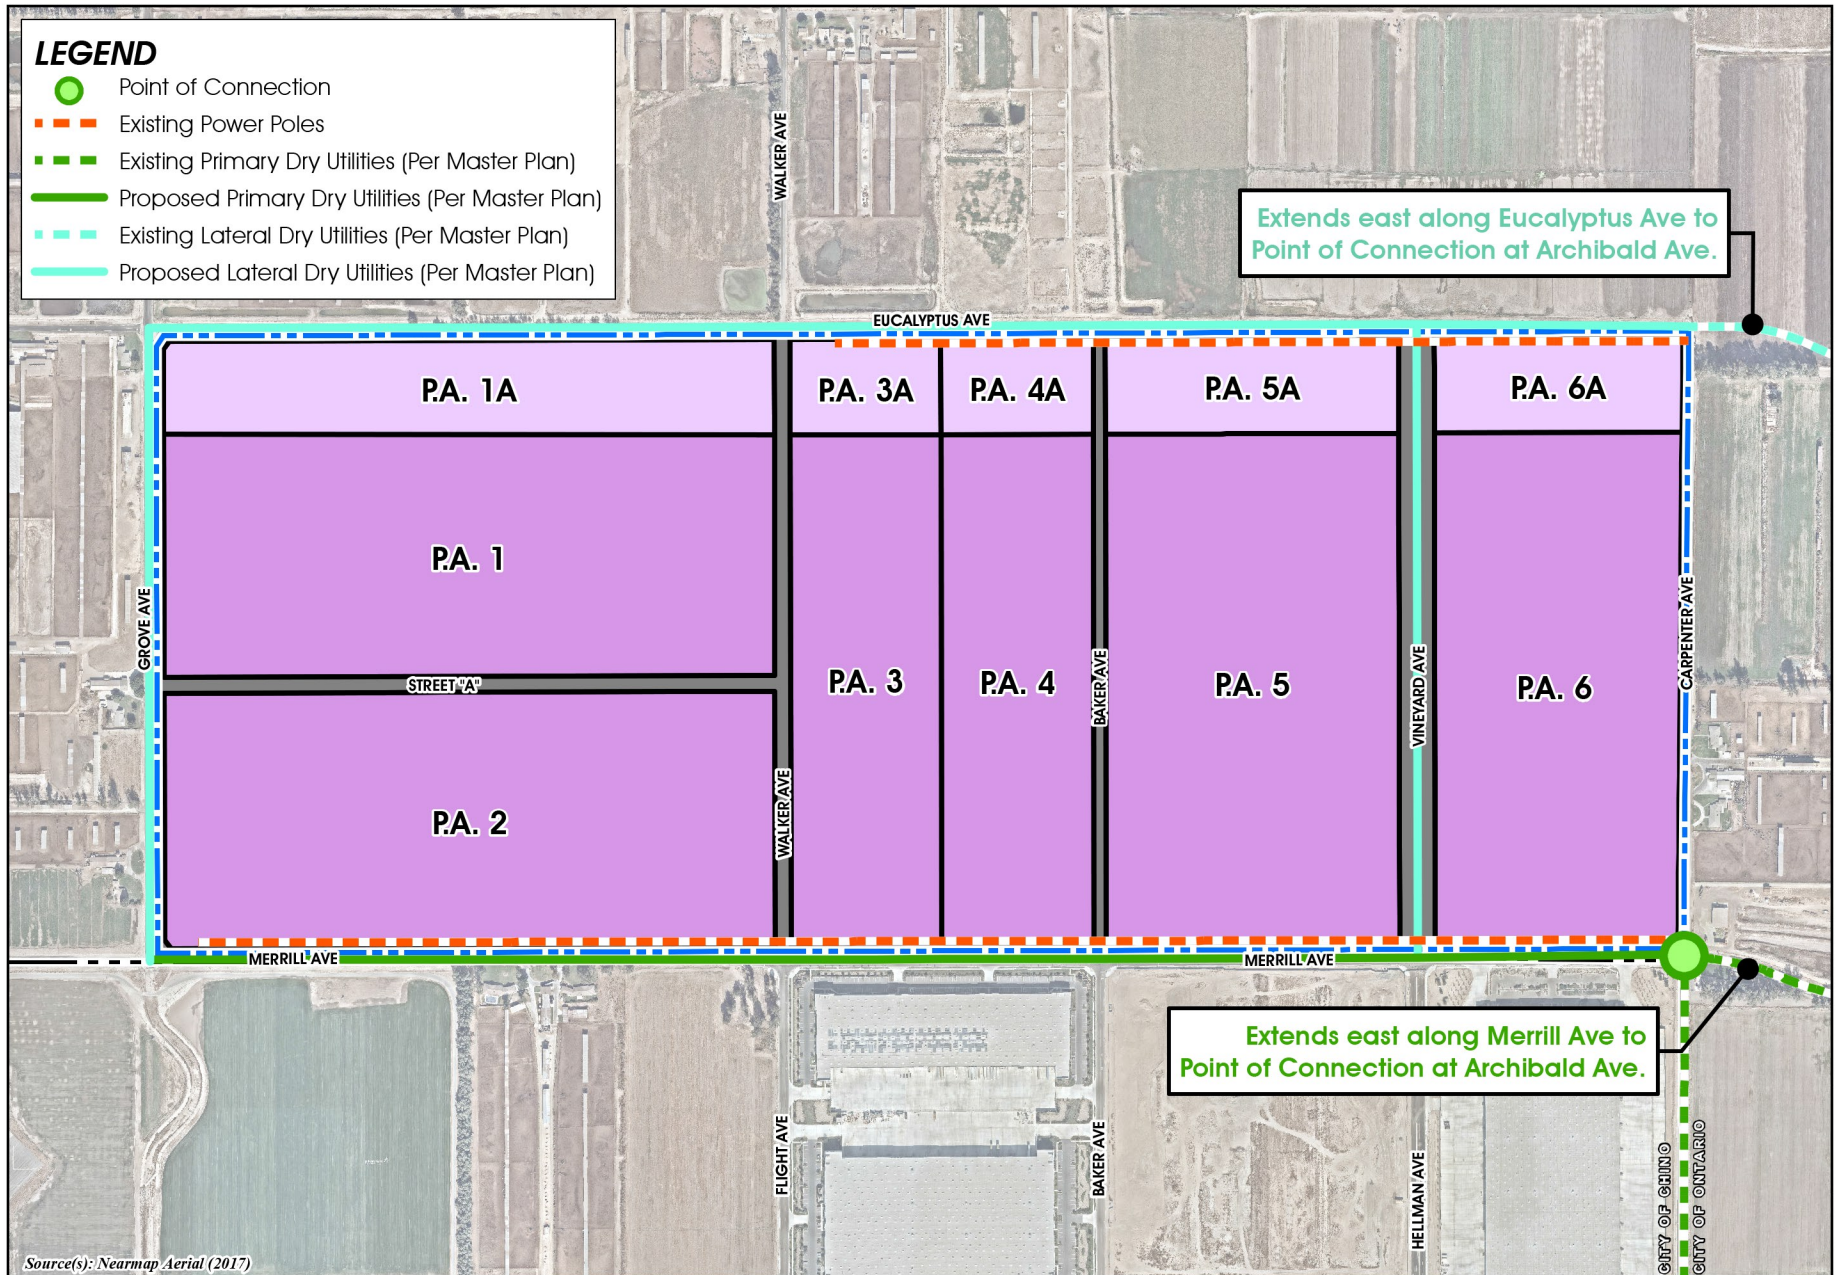 LEGEND
Point of Connection
Existing Power Poles
Existing Primary Dry Utilities (Per Master Plan)
Proposed Primary Dry Utilities (Per Master Plan)
Existing Lateral Dry Utilities (Per Master Plan)
Proposed Lateral Dry Utilities (Per Master Plan)
WALKER AVE
Extends east along Eucalyptus Ave to
Point of Connection at Archibald Ave.
EUCALYPTUS AVE
P.A. 1A
P.A. 3A
P.A. 4A
P.A. 5A
P.A. 6A
P.A. 1
GROVE AVE
STREET "A"
P.A. 3
P.A. 4
BAKER AVE
P.A. 5
VINEYARD AVE
P.A. 6
CARPENTER AVE
P.A. 2
WALKER AVE
MERRILL AVE
MERRILL AVE
Extends east along Merrill Ave to
Point of Connection at Archibald Ave.
FLIGHT AVE
BAKER AVE
HELLMAN AVE
CITY OF CHINO
CITY OF ONTARIO
Source(s): Nearmap Aerial (2017)